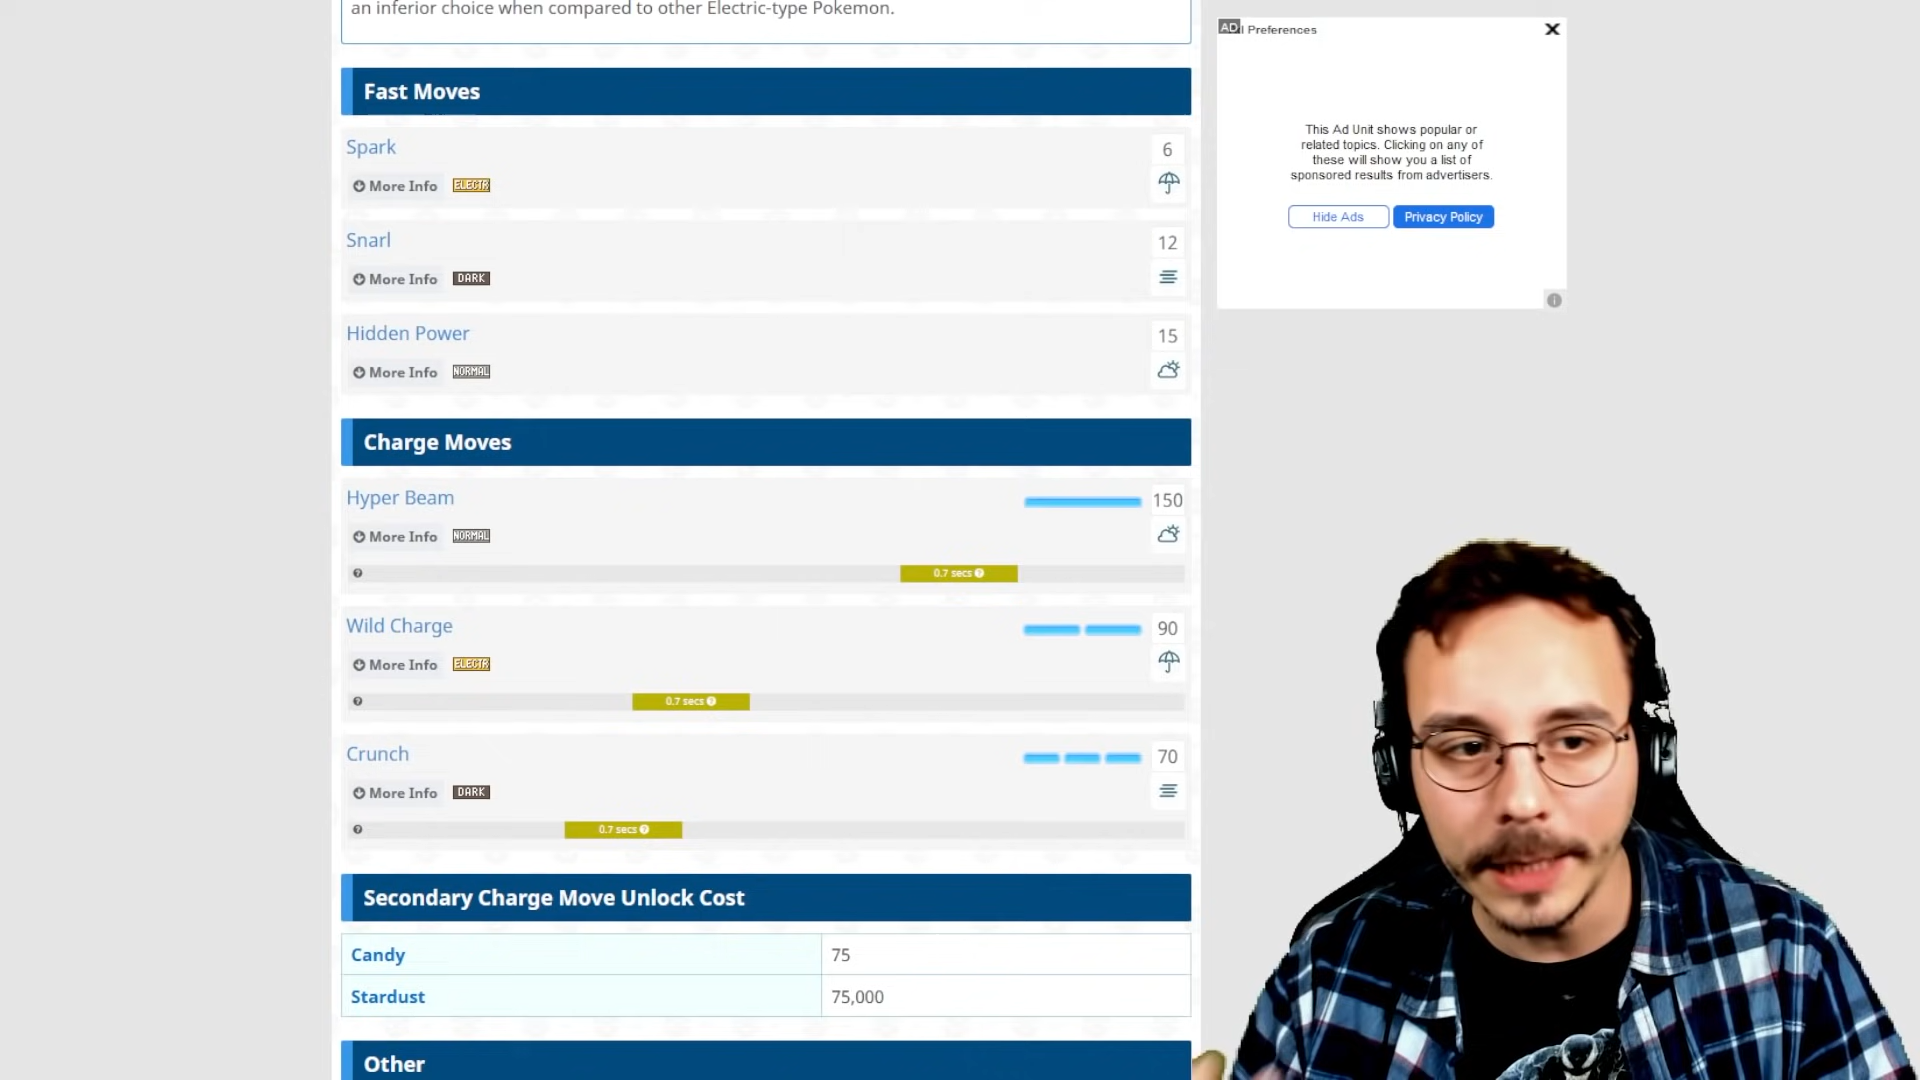 an inferior choice when compared to other Electric-type Pokemon.
Fast Moves
Spark
6
More Info ELECTR
Snarl
12
More Info DARK
Hidden Power
15
More Info NORMAL
Charge Moves
Hyper Beam
150
More Info NORMAL
0.7 secs
Wild Charge
90
More Info ELECTR
0.7 secs
Crunch
70
More Info DARK
0.7 secs
Secondary Charge Move Unlock Cost
Candy 75
Stardust 75,000
Other
AD
Preferences
This Ad Unit shows popular or
related topics. Clicking on any of
these will show you a list of
sponsored results from advertisers.
Hide Ads Privacy Policy